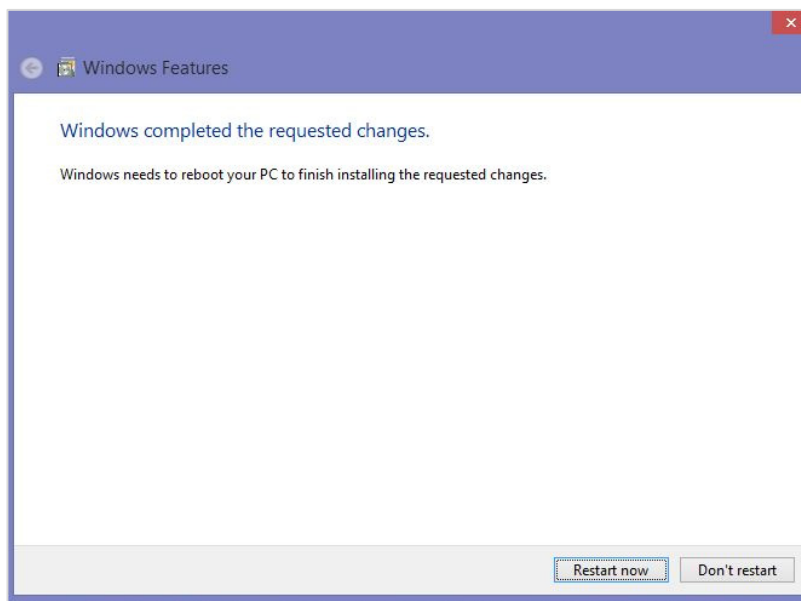 Windows Features
Windows completed the requested changes.
Windows needs to reboot your PC to finish installing the requested changes.
Restart now Don't restart